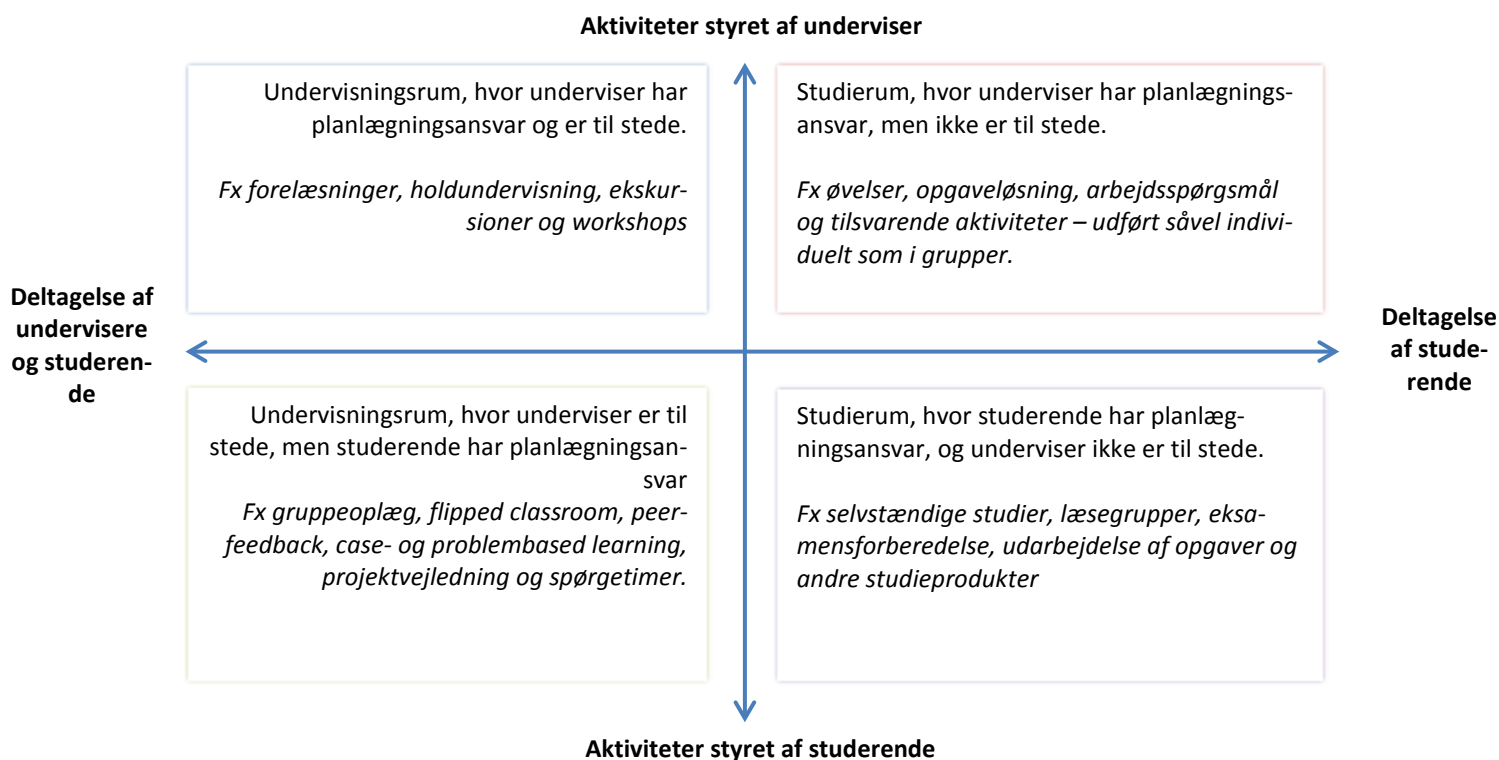 Aktiviteter styret af underviser
Undervisningsrum, hvor underviser har
planlægningsansvar og er til stede.
Fx forelæsninger, holdundervisning, ekskur-
sioner og workshops
Studierum, hvor underviser har planlægnings-
ansvar, men ikke er til stede.
Fx øvelser, opgaveløsning, arbejdsspørgsmål
og tilsvarende aktiviteter – udført såvel indivi-
duelt som i grupper.
Deltagelse af
undervisere
og studeren-
de
Deltagelse
af stude-
rende
Undervisningsrum, hvor underviser er til
stede, men studerende har planlægningsan-
svar
Fx gruppeoplæg, flipped classroom, peer-
feedback, case- og problembased learning,
projektvejledning og spørgetimer.
Studierum, hvor studerende har planlæg-
ningsansvar, og underviser ikke er til stede.
Fx selvstændige studier, læsegrupper, eksa-
mensforberedelse, udarbejdelse af opgaver og
andre studieprodukter
Aktiviteter styret af studerende